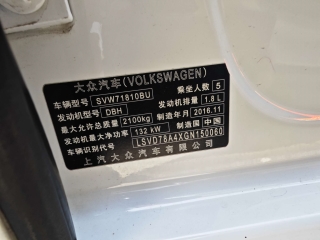 大众汽车(VOLKSWAGEN)
车辆型号 SVW71810BU 乘坐人数 5
发动机型号 DBH 发动机排量 1.8 L
最大允许总质量 2100kg 制造年月 2016.11
发动机最大净功率 132 kW 制造国 中国
车辆识别代号 LSVD76A4XGN150060
上汽大众汽车有限公司